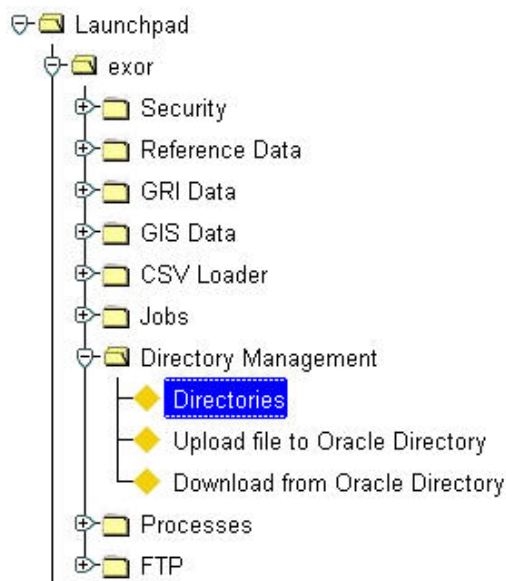 Launchpad
exor
Security
Reference Data
GRI Data
GIS Data
CSV Loader
Jobs
Directory Management
Directories
Upload file to Oracle Directory
Download from Oracle Directory
Processes
FTP